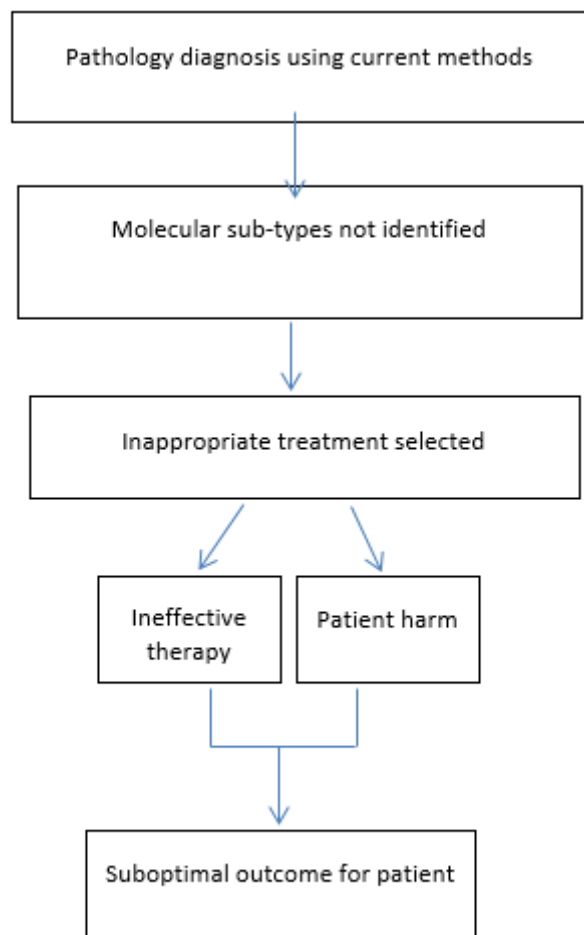 Pathology diagnosis using current methods
Molecular sub-types not identified
Inappropriate treatment selected
Ineffective
therapy
Patient harm
Suboptimal outcome for patient